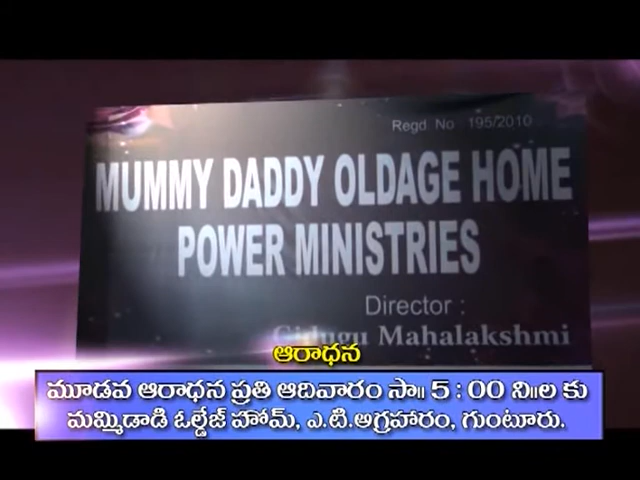 Regd No 195/2010
MUMMY DADDY OLDAGE HOME
POWER MINISTRIES
Director :
Mahalakshmi
ఆరాధన
మూడవ ఆరాధన ప్రతి ఆదివారం సా॥ 5 : 00 ని॥ల కు
మమ్మిడాడి ఓల్డేజ్ హోమ్, ఎ.టి.అగ్రహారం, గుంటూరు.